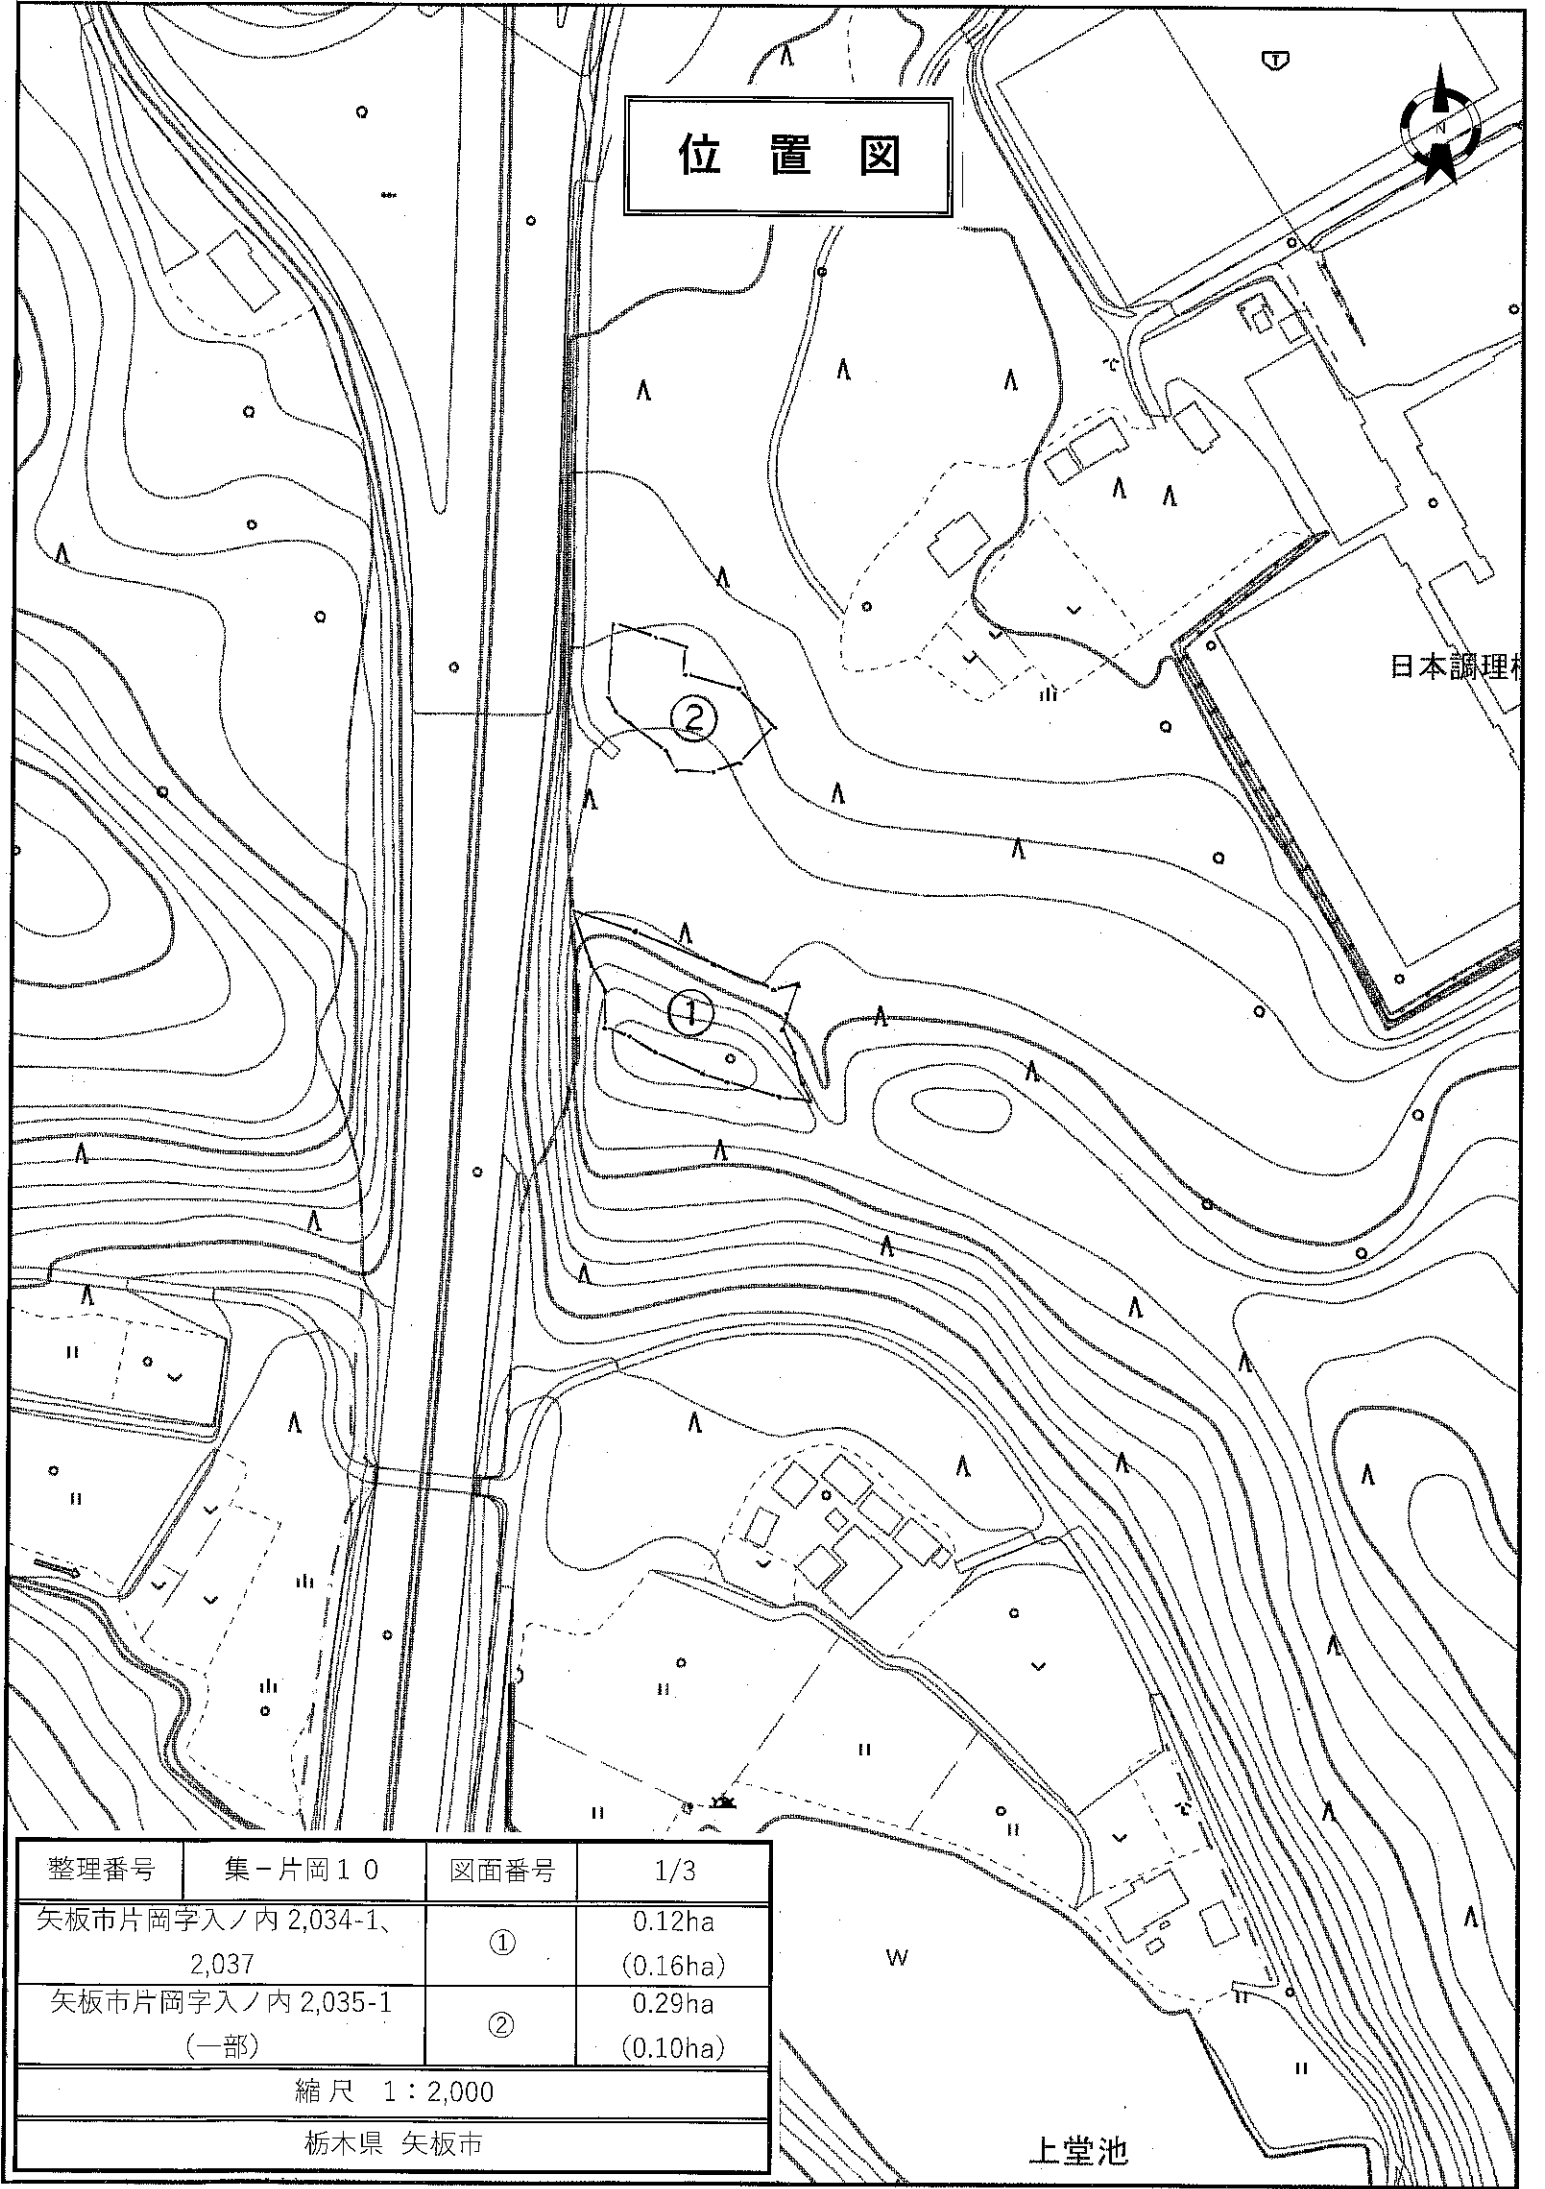 位 置 図
N
日本調理
②
①
W
上堂池
整理番号 集－片岡１０ 図面番号 1/3
矢板市片岡字入ノ内 2,034-1、
2,037
①
0.12ha
(0.16ha)
矢板市片岡字入ノ内 2,035-1
（一部）
②
0.29ha
(0.10ha)
縮 尺 1：2,000
栃木県 矢板市